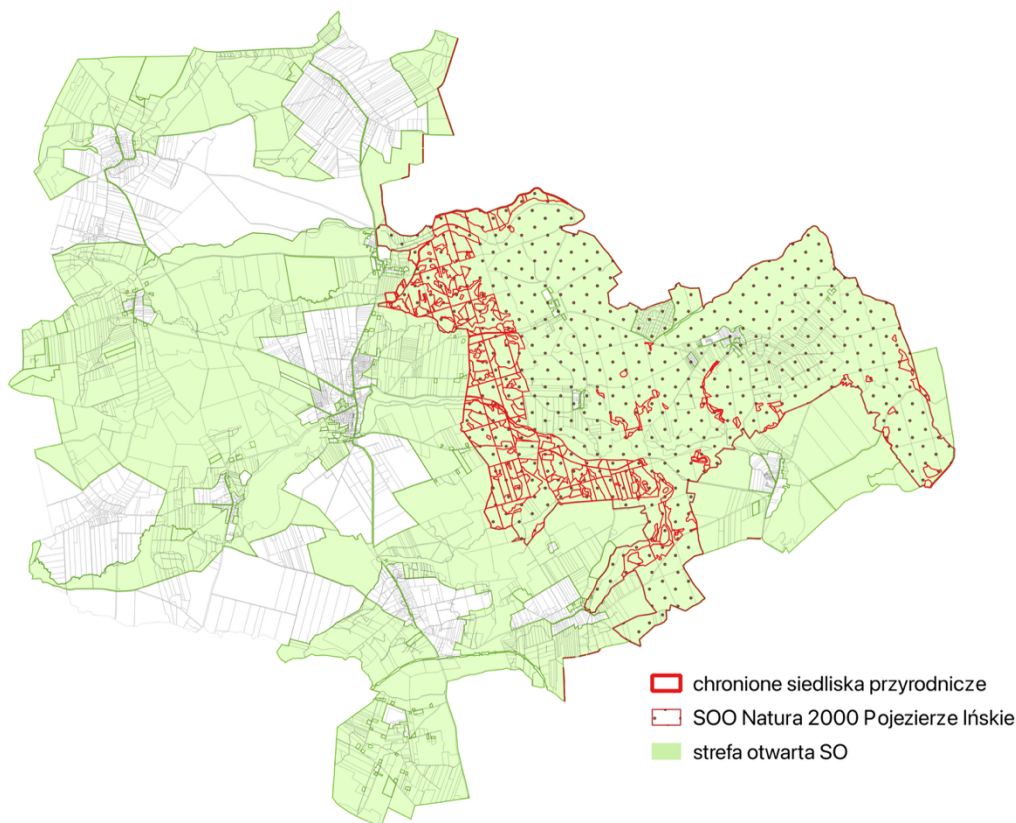 chronione siedliska przyrodnicze
SOO Natura 2000 Pojezierze Ińskie
strefa otwarta SO